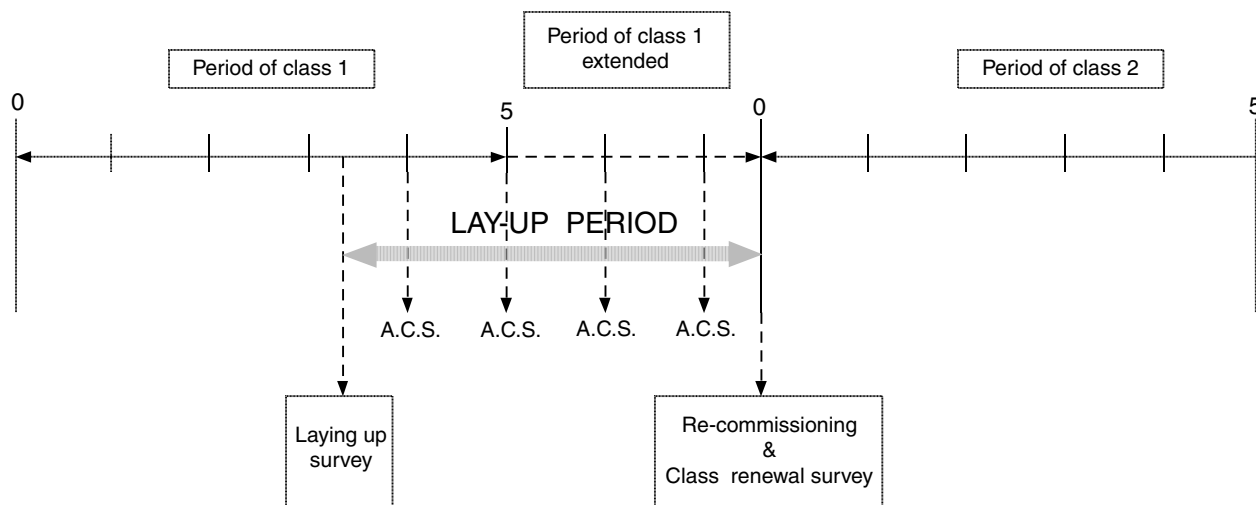 Period of class 1
Period of class 1
extended
Period of class 2
0
5
0
5
LAY-UP PERIOD
A.C.S.
A.C.S.
A.C.S.
A.C.S.
Laying up
survey
Re-commissioning
&
Class renewal survey